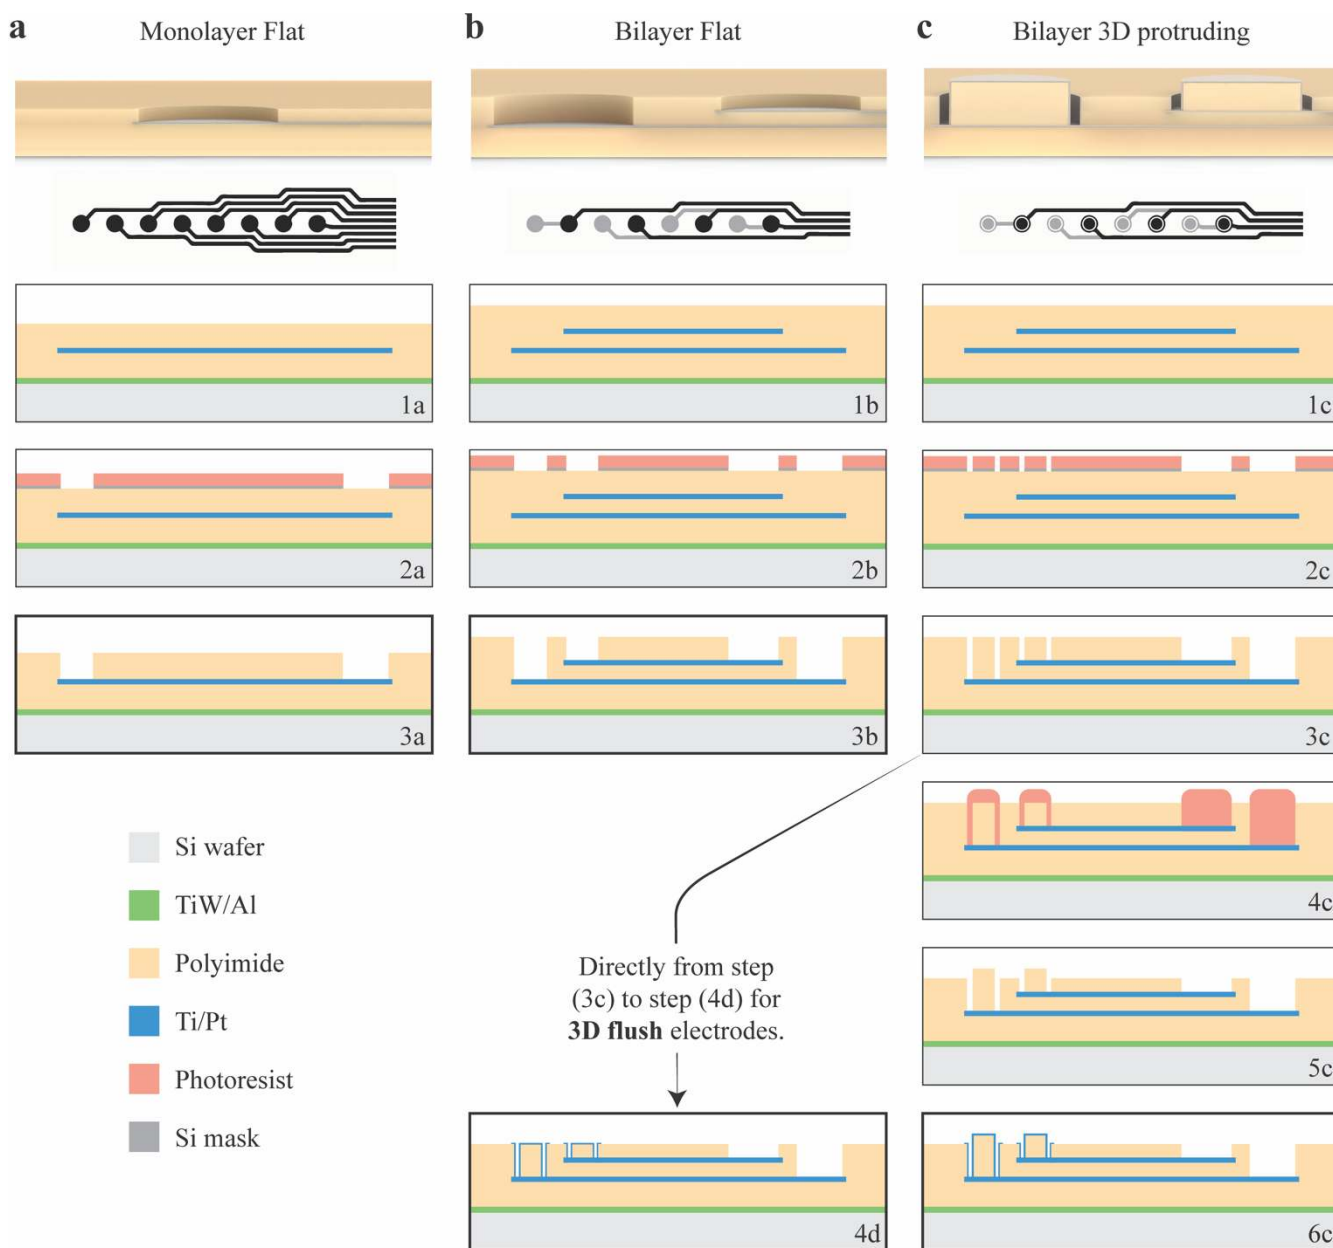 a Monolayer Flat
b Bilayer Flat
c Bilayer 3D protruding
1a
1b
1c
2a
2b
2c
3a
3b
3c
Si wafer
TiW/Al
Polyimide
Ti/Pt
Photoresist
Si mask
Directly from step
(3c) to step (4d) for
3D flush electrodes.
4c
5c
4d
6c